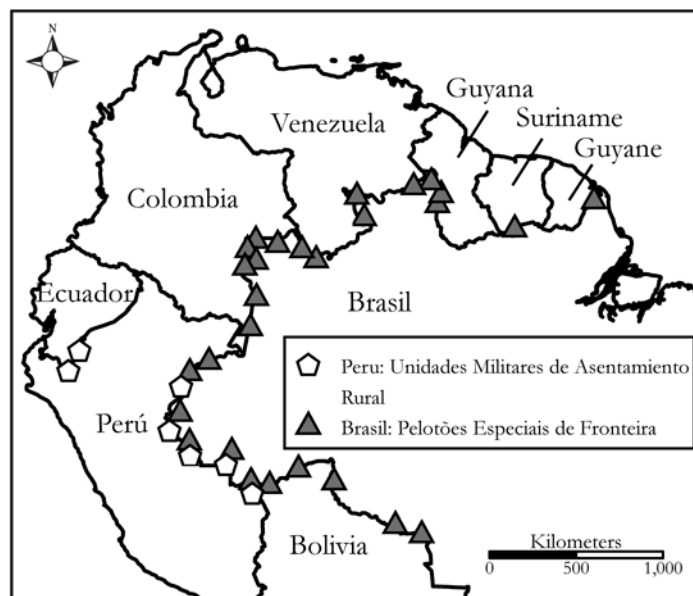 N
Guyana
Suriname
Venezuela
Guyane
Colombia
Ecuador
Brasil
Peru: Unidades Militares de Asentamiento
Rural
Perú
Brasil: Pelotões Especiais de Fronteira
Kilometers
Bolivia
0 500 1,000